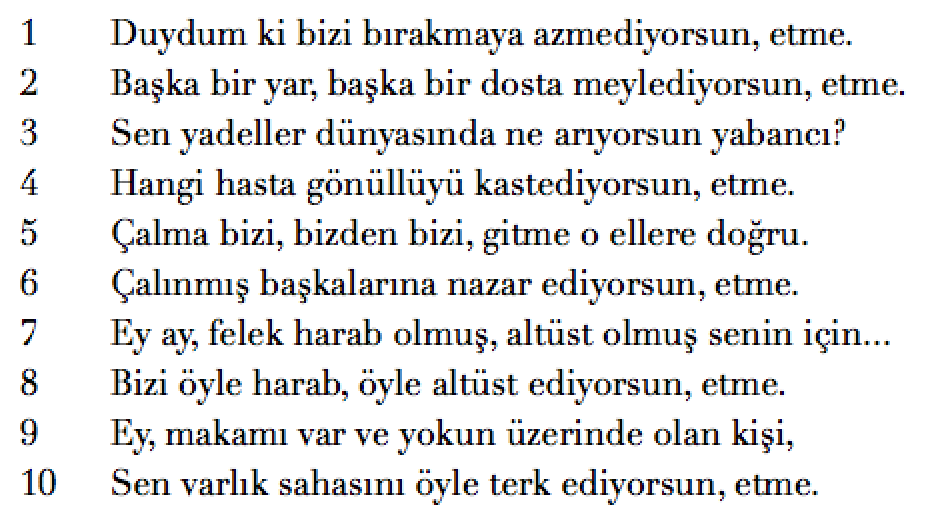 1 Duydum ki bizi bırakmaya azmediyorsun, etme.
2 Başka bir yar, başka bir dosta meylediyorsun, etme.
3 Sen yadeller dünyasında ne arıyorsun yabancı?
4 Hangi hasta gönüllüyü kastediyorsun, etme.
5 Çalma bizi, bizden bizi, gitme o ellere doğru.
6 Çalınmış başkalarına nazar ediyorsun, etme.
7 Ey ay, felek harab olmuş, altüst olmuş senin için...
8 Bizi öyle harab, öyle altüst ediyorsun, etme.
9 Ey, makamı var ve yokun üzerinde olan kişi,
10 Sen varlık sahasını öyle terk ediyorsun, etme.